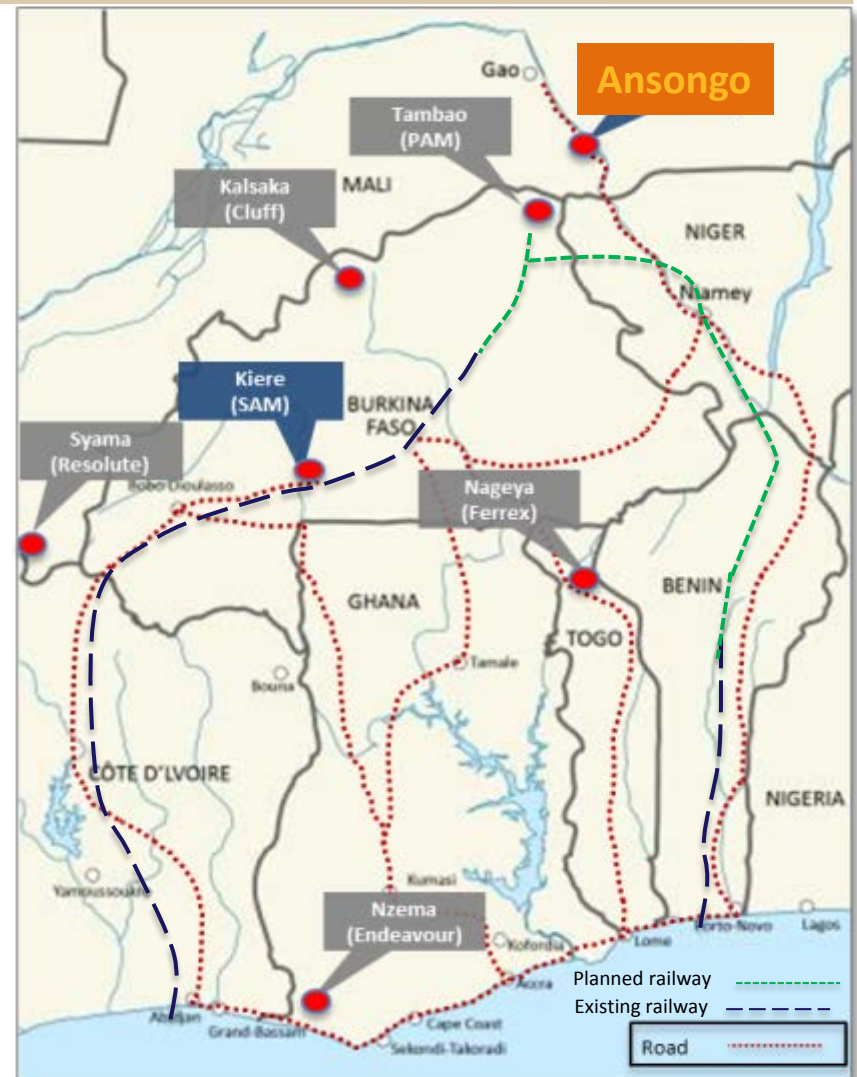 Gao
Ansongo
Tambao
(PAM)
Kalsaka
(Cluff)
MALI
NIGER
Niamey
Kiere
(SAM)
BURKINA
FASO
Syama
(Resolute)
Bobo Dioulasso
Nageya
(Ferrex)
GHANA
BENIN
TOGO
Tamale
Bouna
CÔTE D'LVOIRE
NIGERIA
Yamoussoukro
Kumasi
Nzema
(Endeavour)
Koforidia
Lome
Porto-Novo
Lagos
Accra
Abidjan
Grand-Bassam
Cape Coast
Sekondi-Takoradi
Planned railway
Existing railway
Road